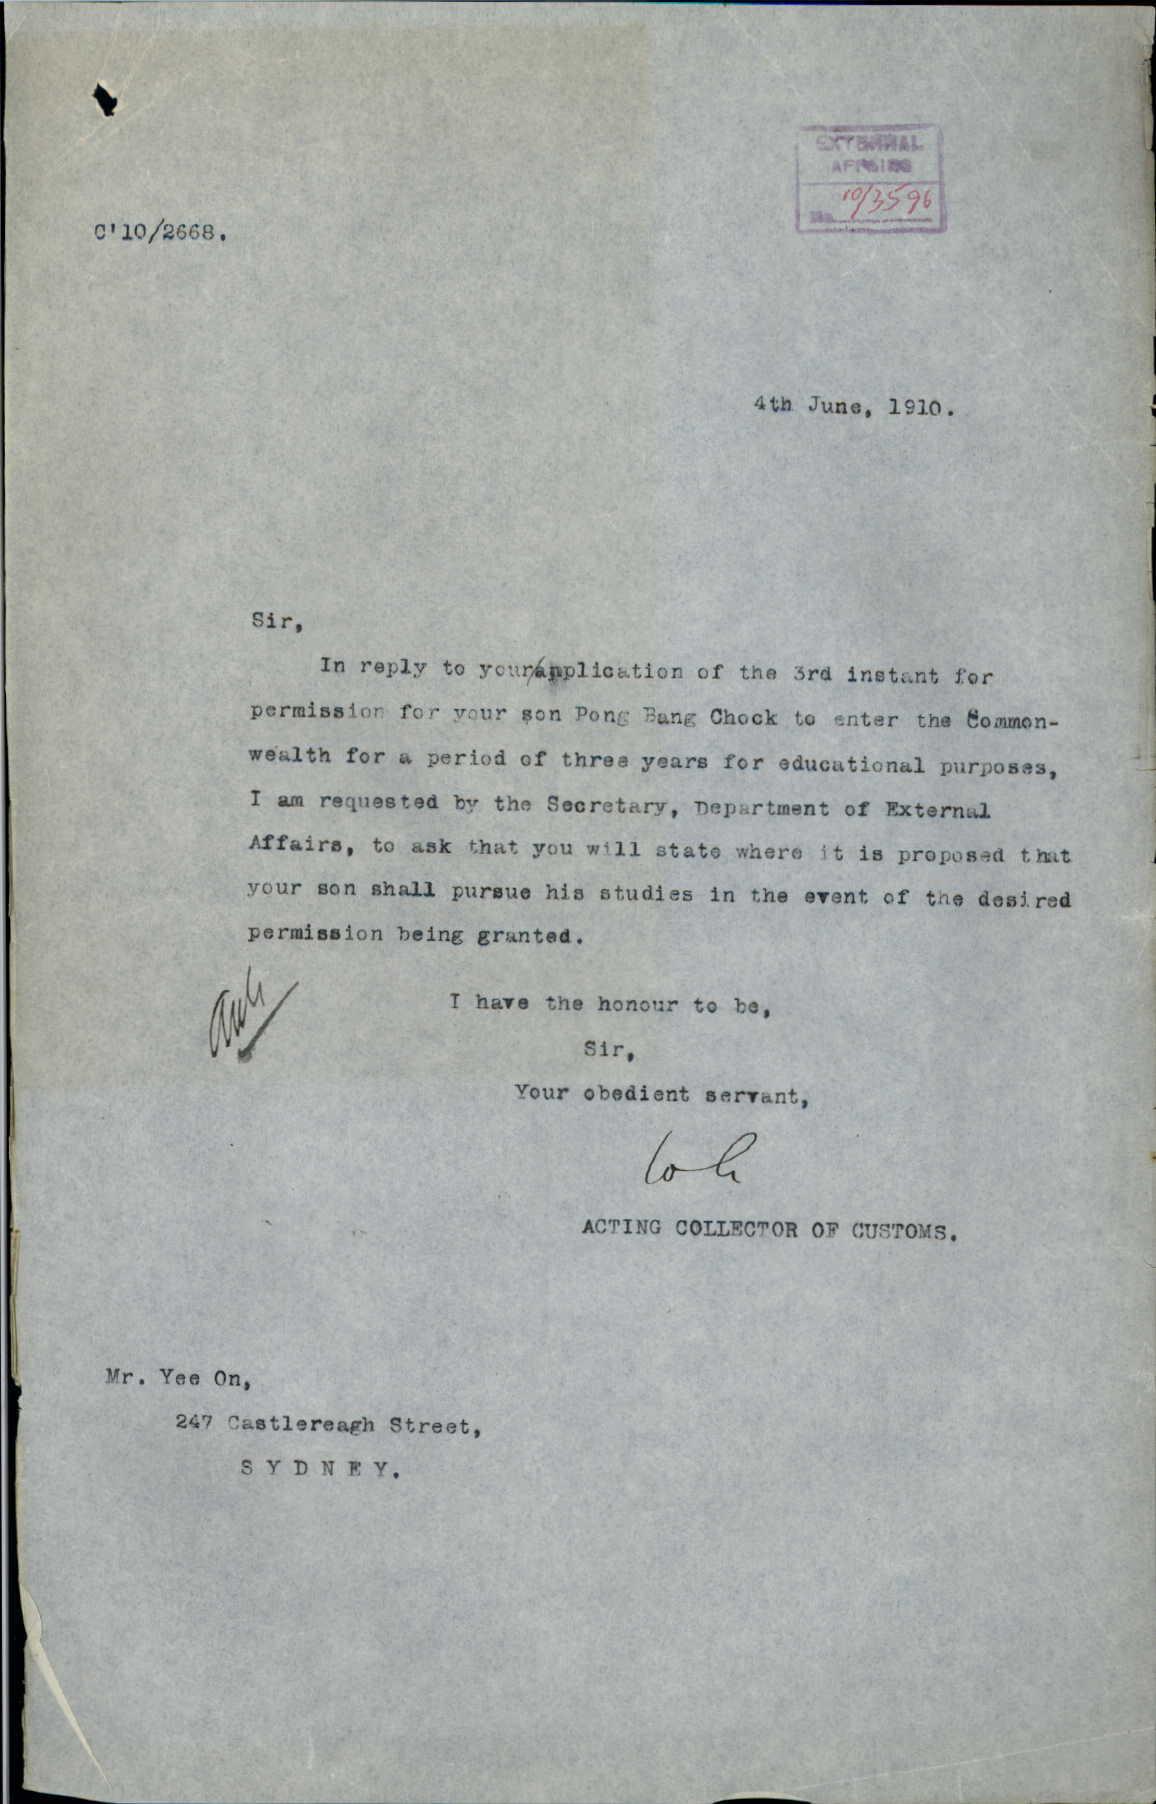 EXTERNAL
AFFAIRS
No. 10/3596
C'10/2668.
4th June, 1910.
Sir,
In reply to your/application of the 3rd instant for
permission for your son Pong Bang Chock to enter the Common-
wealth for a period of three years for educational purposes,
I am requested by the Secretary, Department of External
Affairs, to ask that you will state where it is proposed that
your son shall pursue his studies in the event of the desired
permission being granted.
I have the honour to be,
Sir,
Your obedient servant,
ACTING COLLECTOR OF CUSTOMS.
Mr. Yee On,
247 Castlereagh Street,
S Y D N E Y.